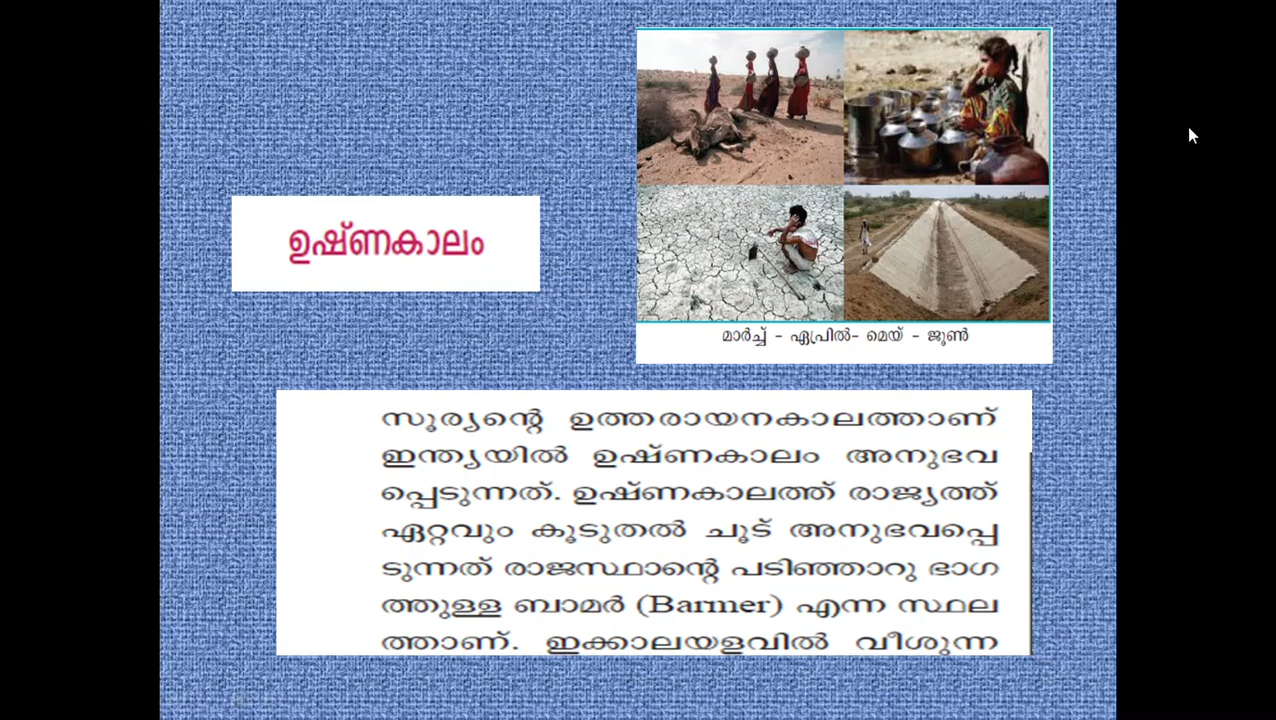 ഉഷ്ണകാലം
മാർച്ച് - ഏപ്രിൽ- മെയ് - ജൂൺ
സൂര്യന്റെ ഉത്തരായനകാലത്താണ്
ഇന്ത്യയിൽ ഉഷ്ണകാലം അനുഭവ
പ്പെടുന്നത്. ഉഷ്ണകാലത്ത് രാജ്യത്ത്
ഏറ്റവും കൂടുതൽ ചൂട് അനുഭവപ്പെ
ടുന്നത് രാജസ്ഥാന്റെ പടിഞ്ഞാറു ഭാഗ
ത്തുള്ള ബാമർ (Barmer) എന്ന സ്ഥല
ത്താണ്. ഇക്കാലയളവിൽ വീശുന്ന